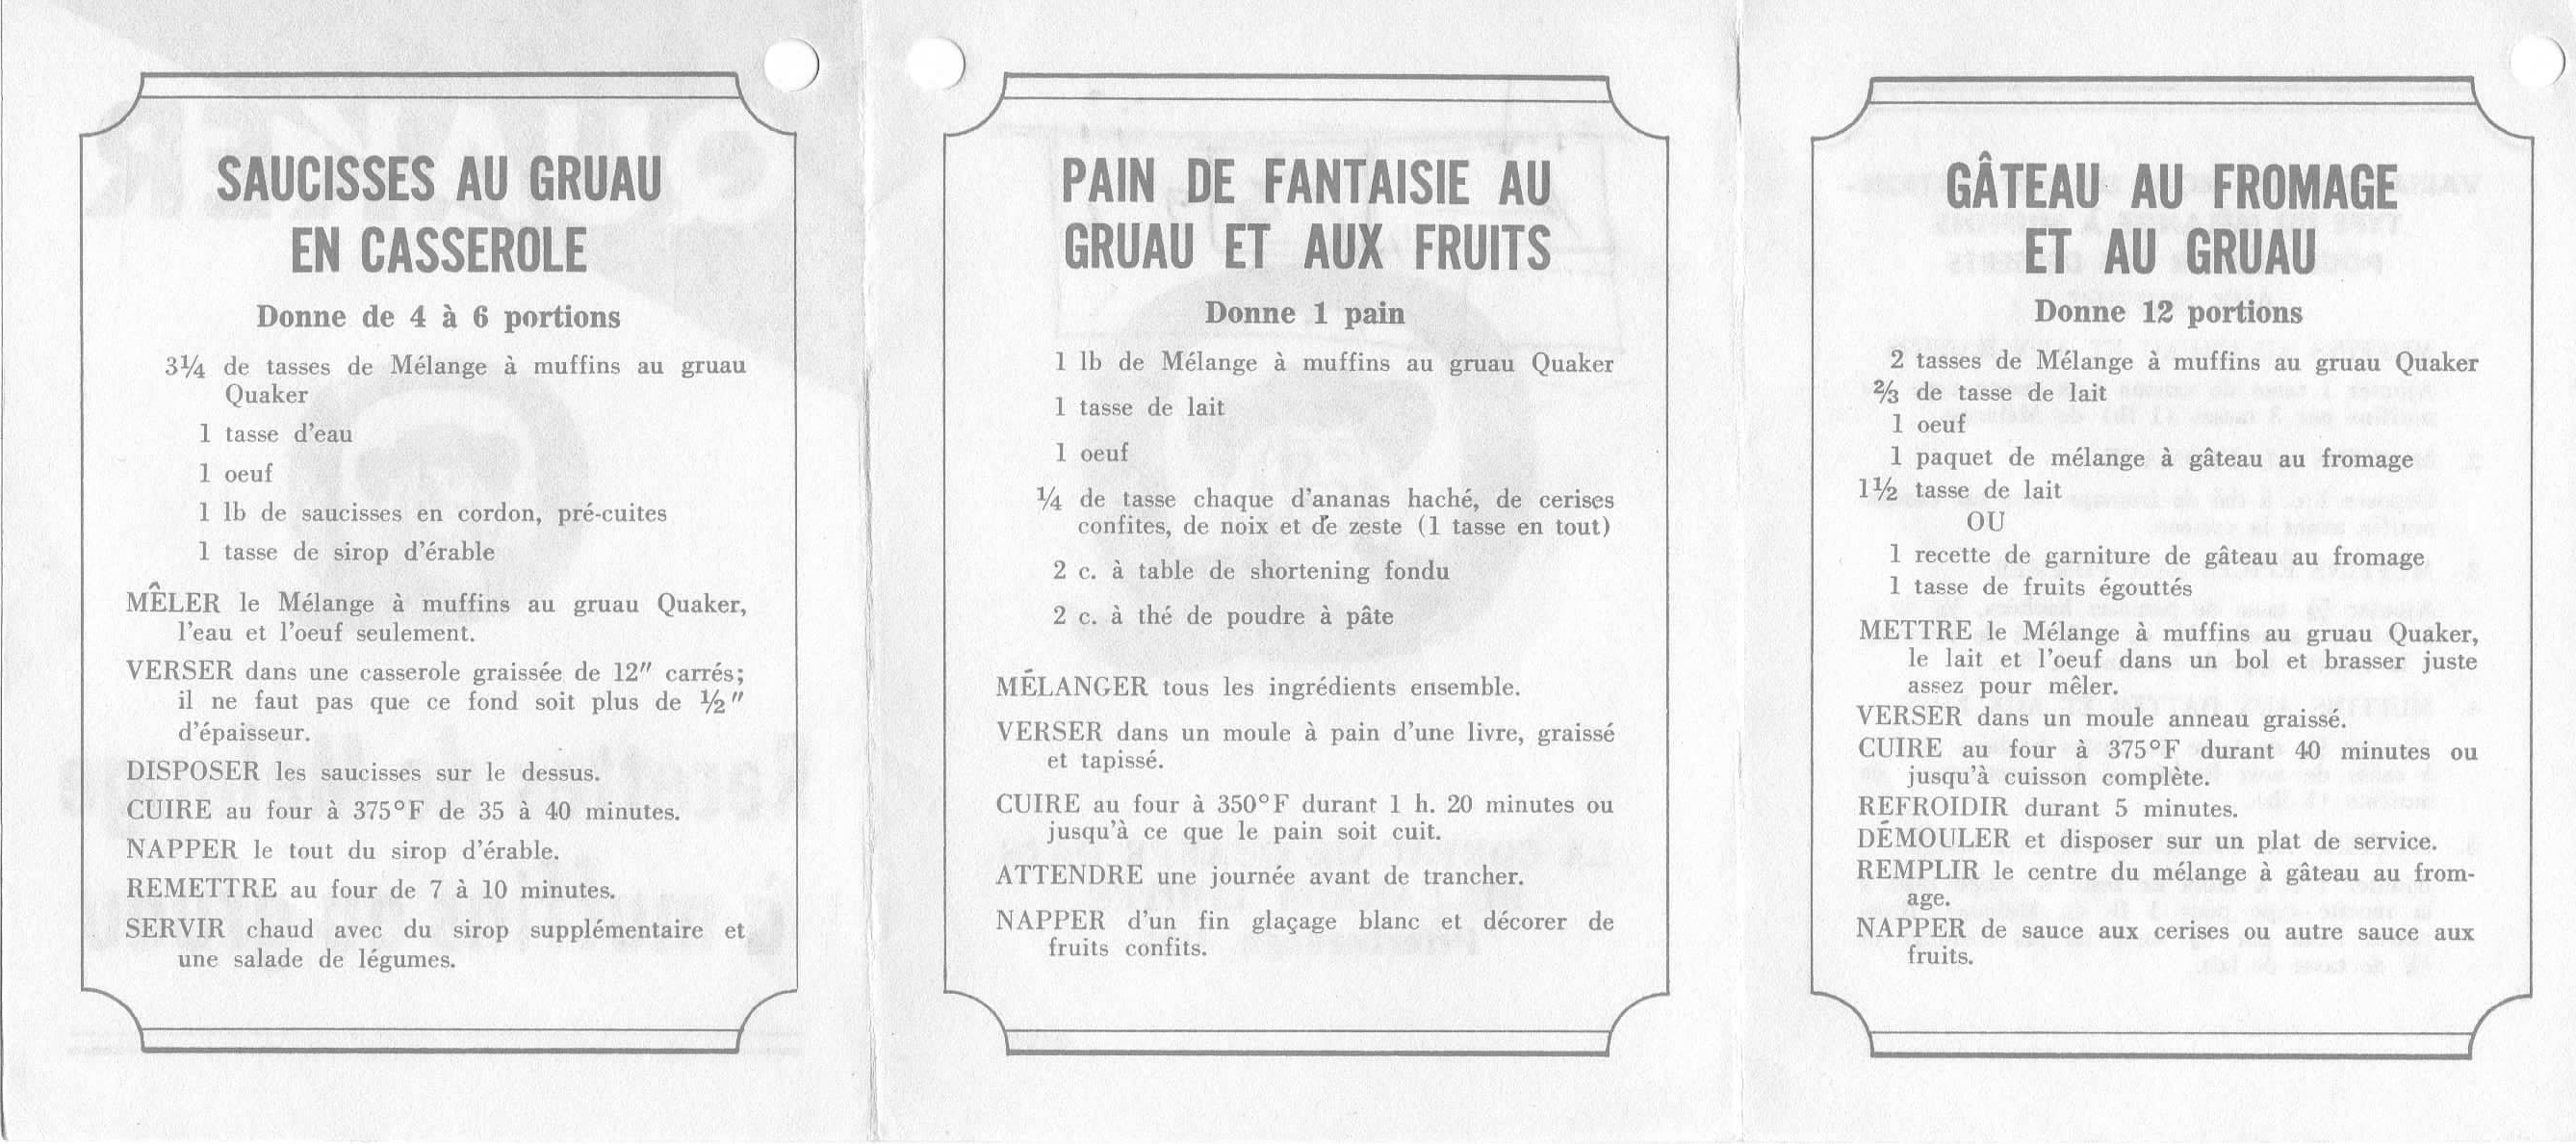 SAUCISSES AU GRUAU
EN CASSEROLE
Donne de 4 à 6 portions
3¼ de tasses de Mélange à muffins au gruau
Quaker
1 tasse d'eau
1 oeuf
1 lb de saucisses en cordon, pré-cuites
1 tasse de sirop d'érable
MÊLER le Mélange à muffins au gruau Quaker,
l'eau et l'oeuf seulement.
VERSER dans une casserole graissée de 12" carrés;
il ne faut pas que ce fond soit plus de ½"
d'épaisseur.
DISPOSER les saucisses sur le dessus.
CUIRE au four à 375°F de 35 à 40 minutes.
NAPPER le tout du sirop d'érable.
REMETTRE au four de 7 à 10 minutes.
SERVIR chaud avec du sirop supplémentaire et
une salade de légumes.
PAIN DE FANTAISIE AU
GRUAU ET AUX FRUITS
Donne 1 pain
1 lb de Mélange à muffins au gruau Quaker
1 tasse de lait
1 oeuf
¼ de tasse chaque d'ananas haché, de cerises
confites, de noix et de zeste (1 tasse en tout)
2 c. à table de shortening fondu
2 c. à thé de poudre à pâte
MÉLANGER tous les ingrédients ensemble.
VERSER dans un moule à pain d'une livre, graissé
et tapissé.
CUIRE au four à 350°F durant 1 h. 20 minutes ou
jusqu'à ce que le pain soit cuit.
ATTENDRE une journée avant de trancher.
NAPPER d'un fin glaçage blanc et décorer de
fruits confits.
GÂTEAU AU FROMAGE
ET AU GRUAU
Donne 12 portions
2 tasses de Mélange à muffins au gruau Quaker
⅔ de tasse de lait
1 oeuf
1 paquet de mélange à gâteau au fromage
1½ tasse de lait
OU
1 recette de garniture de gâteau au fromage
1 tasse de fruits égouttés
METTRE le Mélange à muffins au gruau Quaker,
le lait et l'oeuf dans un bol et brasser juste
assez pour mêler.
VERSER dans un moule anneau graissé.
CUIRE au four à 375°F durant 40 minutes ou
jusqu'à cuisson complète.
REFROIDIR durant 5 minutes.
DÉMOULER et disposer sur un plat de service.
REMPLIR le centre du mélange à gâteau au from-
age.
NAPPER de sauce aux cerises ou autre sauce aux
fruits.